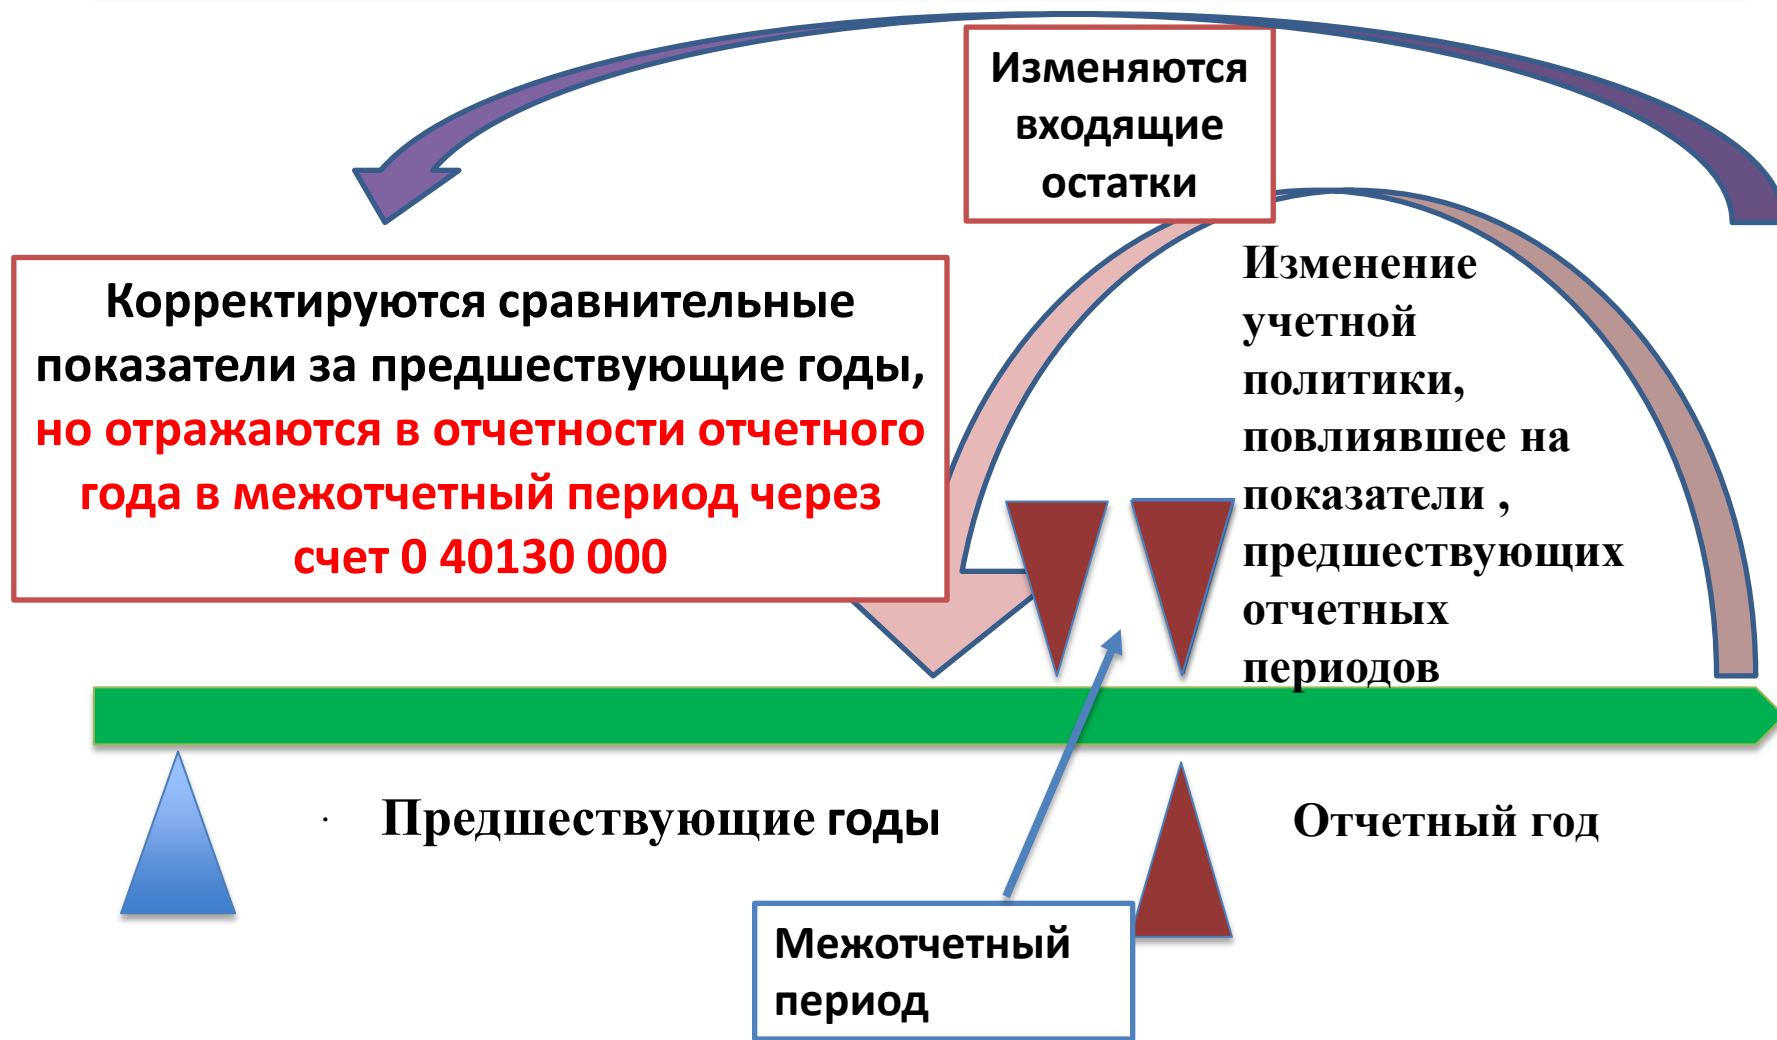 Изменяются
входящие
остатки
Корректируются сравнительные
показатели за предшествующие годы,
но отражаются в отчетности отчетного
года в межотчетный период через
счет 0 40130 000
Изменение
учетной
политики,
повлиявшее на
показатели ,
предшествующих
отчетных
периодов
Предшествующие годы
Отчетный год
Межотчетный
период